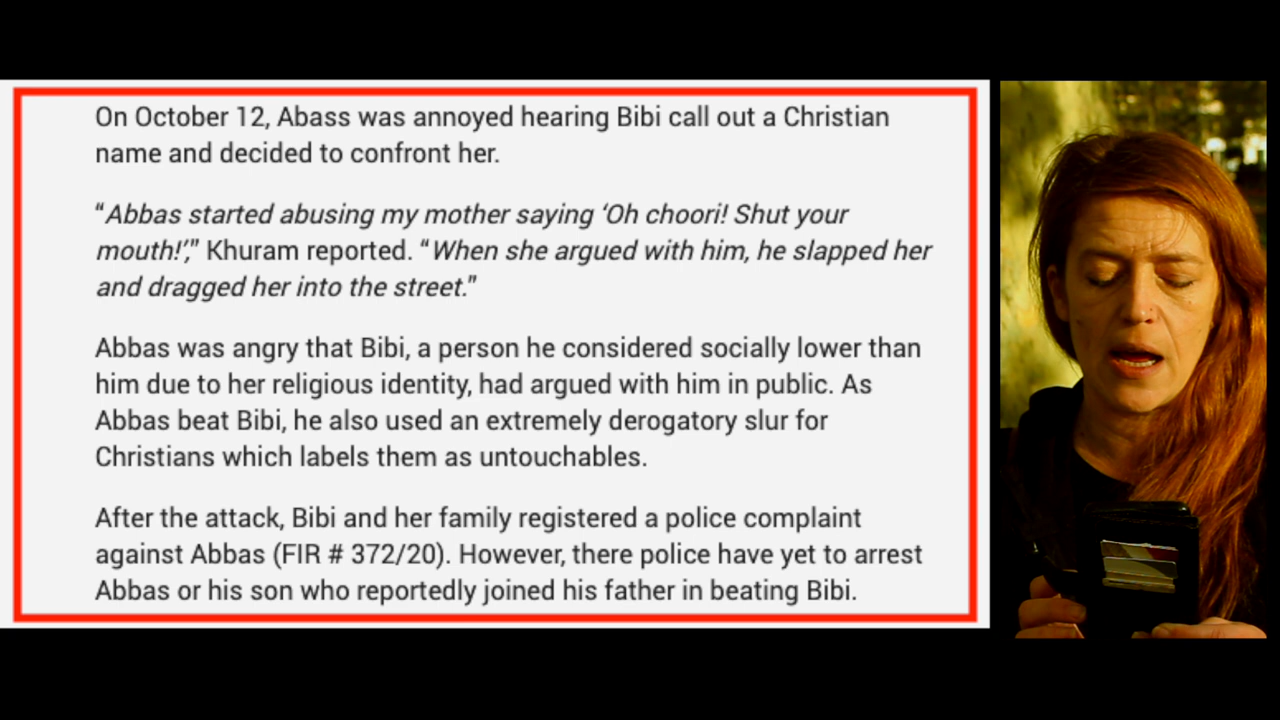 On October 12, Abass was annoyed hearing Bibi call out a Christian
name and decided to confront her.
“Abbas started abusing my mother saying ‘Oh choori! Shut your
mouth!’,” Khuram reported. “When she argued with him, he slapped her
and dragged her into the street.”
Abbas was angry that Bibi, a person he considered socially lower than
him due to her religious identity, had argued with him in public. As
Abbas beat Bibi, he also used an extremely derogatory slur for
Christians which labels them as untouchables.
After the attack, Bibi and her family registered a police complaint
against Abbas (FIR # 372/20). However, there police have yet to arrest
Abbas or his son who reportedly joined his father in beating Bibi.